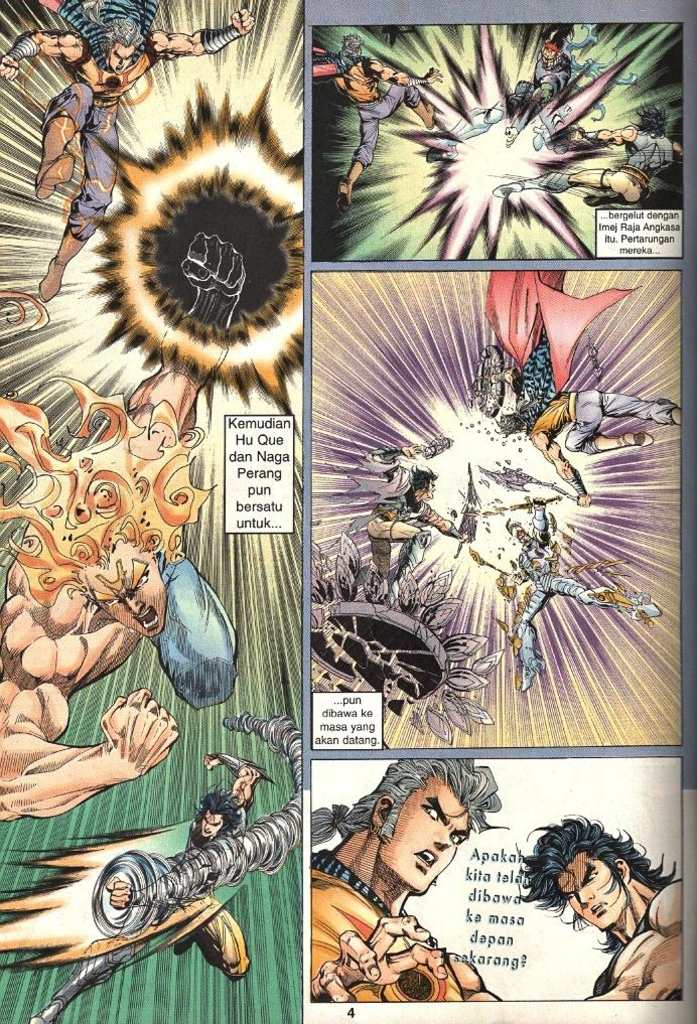 Kemudian
Hu Que
dan Naga
Perang
pun
bersatu
untuk...
...bergelut dengan
Imej Raja Angkasa
itu. Pertarungan
mereka...
...pun
dibawa ke
masa yang
akan datang.
Apakah
kita telah
dibawa
ke masa
depan
sekarang?
4